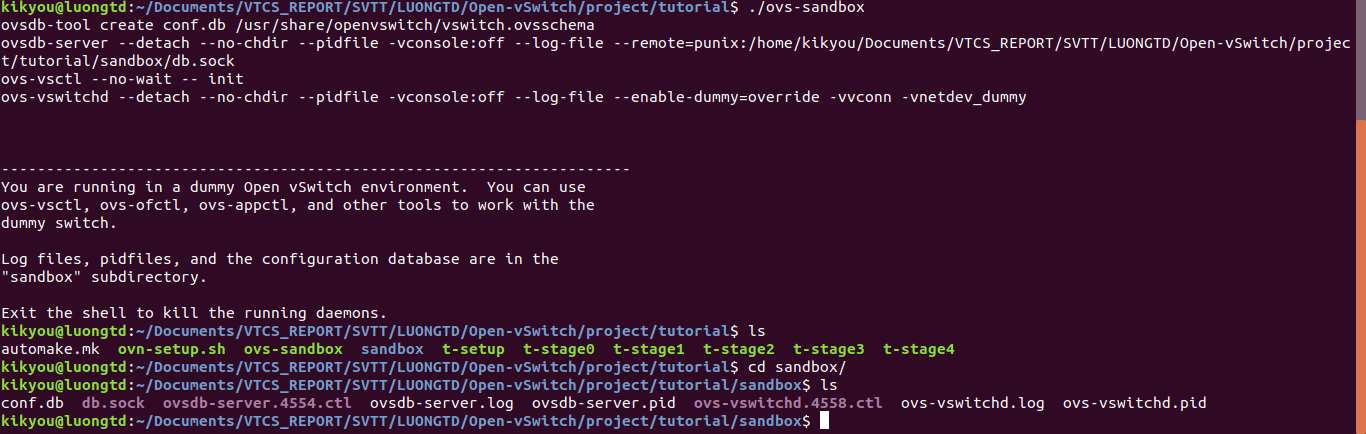 kikyou@luongtd:~/Documents/VTCS_REPORT/SVTT/LUONGTD/Open-vSwitch/project/tutorial$ ./ovs-sandbox
ovsdb-tool create conf.db /usr/share/openvswitch/vswitch.ovsschema
ovsdb-server --detach --no-chdir --pidfile -vconsole:off --log-file --remote=punix:/home/kikyou/Documents/VTCS_REPORT/SVTT/LUONGTD/Open-vSwitch/projec
t/tutorial/sandbox/db.sock
ovs-vsctl --no-wait -- init
ovs-vswitchd --detach --no-chdir --pidfile -vconsole:off --log-file --enable-dummy=override -vvconn -vnetdev_dummy
----------------------------------------------------------------------
You are running in a dummy Open vSwitch environment.  You can use
ovs-vsctl, ovs-ofctl, ovs-appctl, and other tools to work with the
dummy switch.
Log files, pidfiles, and the configuration database are in the
"sandbox" subdirectory.
Exit the shell to kill the running daemons.
kikyou@luongtd:~/Documents/VTCS_REPORT/SVTT/LUONGTD/Open-vSwitch/project/tutorial$ ls
automake.mk  ovn-setup.sh  ovs-sandbox  sandbox  t-setup  t-stage0  t-stage1  t-stage2  t-stage3  t-stage4
kikyou@luongtd:~/Documents/VTCS_REPORT/SVTT/LUONGTD/Open-vSwitch/project/tutorial$ cd sandbox/
kikyou@luongtd:~/Documents/VTCS_REPORT/SVTT/LUONGTD/Open-vSwitch/project/tutorial/sandbox$ ls
conf.db  db.sock  ovsdb-server.4554.ctl  ovsdb-server.log  ovsdb-server.pid  ovs-vswitchd.4558.ctl  ovs-vswitchd.log  ovs-vswitchd.pid
kikyou@luongtd:~/Documents/VTCS_REPORT/SVTT/LUONGTD/Open-vSwitch/project/tutorial/sandbox$